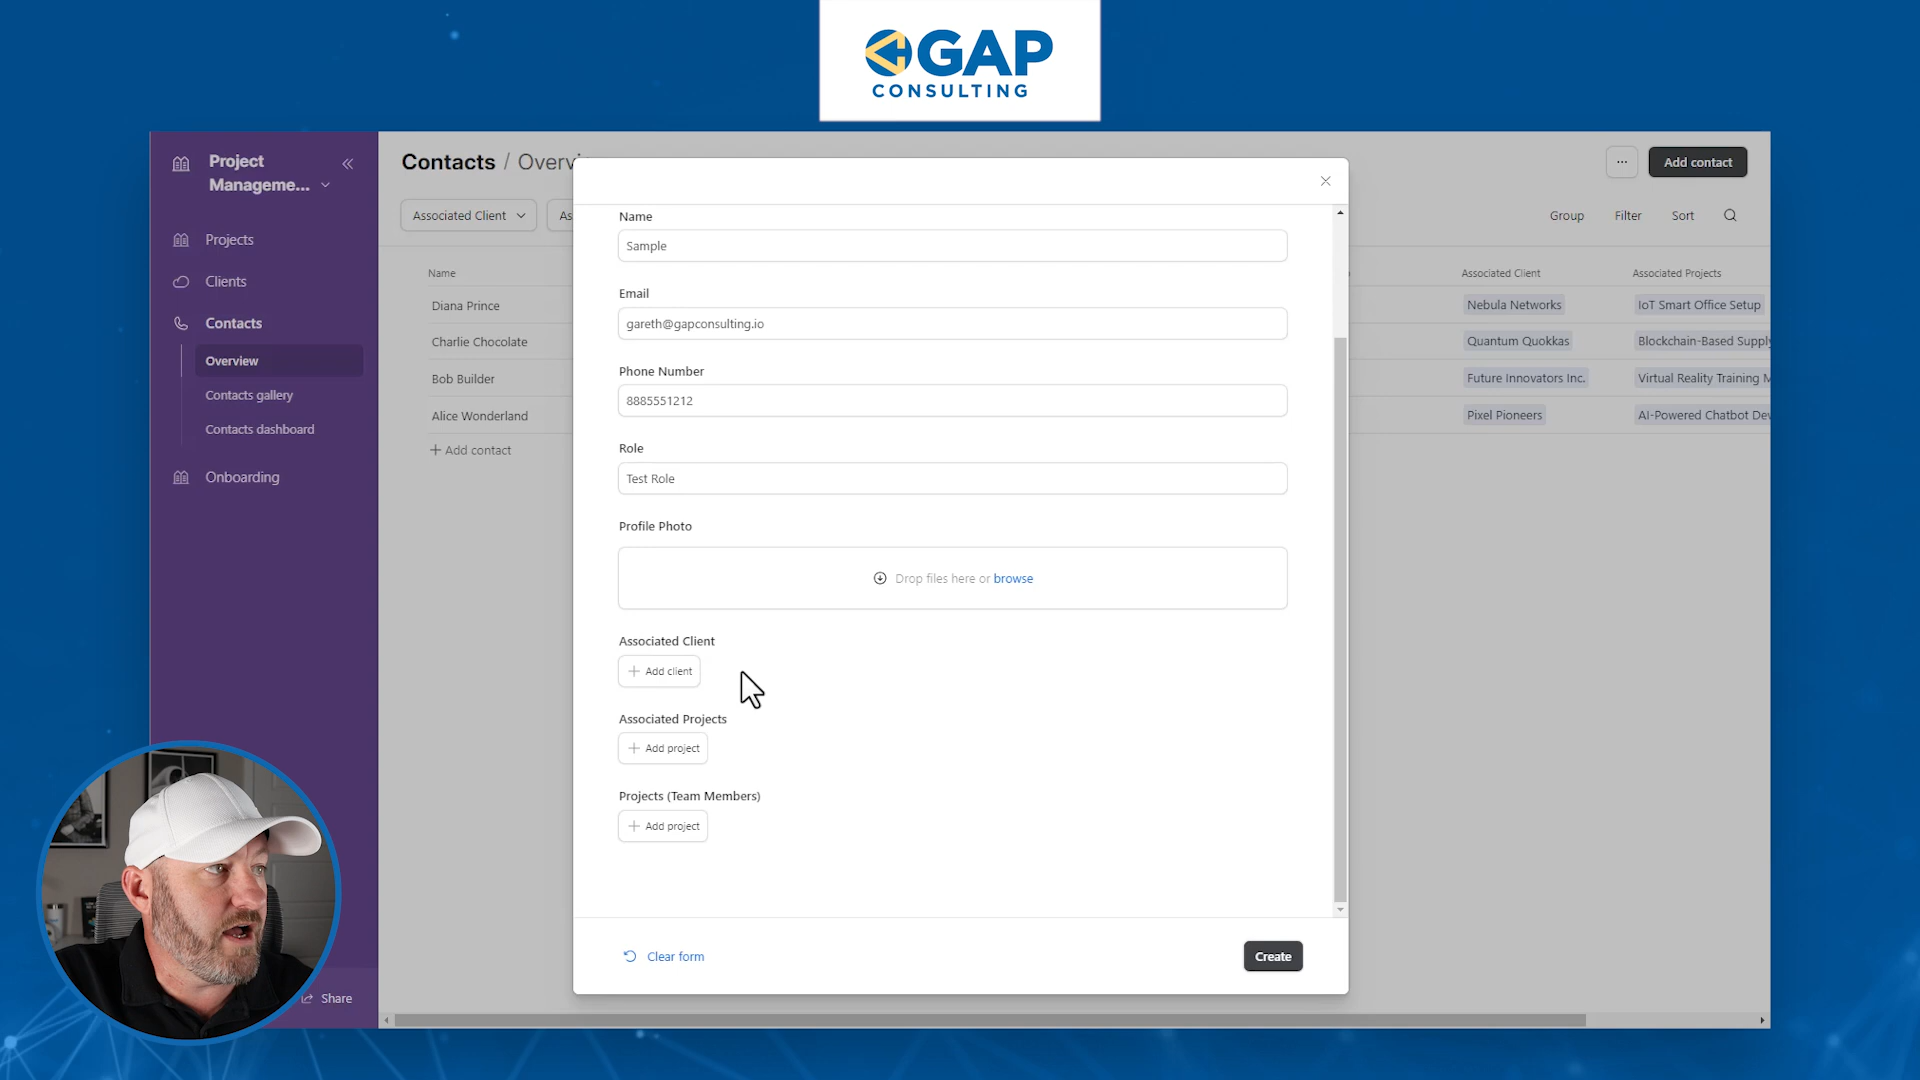 GAP
CONSULTING
Project
Manageme...
Projects
Clients
Contacts
Overview
Contacts gallery
Contacts dashboard
Onboarding
Share
Contacts / Overvi
... Add contact
Associated Client
As
Group
Filter
Sort
Name
Associated Client
Associated Projects
Diana Prince
Nebula Networks
IoT Smart Office Setup
Charlie Chocolate
Quantum Quokkas
Blockchain-Based Supply
Bob Builder
Future Innovators Inc.
Virtual Reality Training M
Alice Wonderland
Pixel Pioneers
AI-Powered Chatbot Dev
+ Add contact
Name
Sample
Email
gareth@gapconsulting.io
Phone Number
8885551212
Role
Test Role
Profile Photo
Drop files here or browse
Associated Client
+ Add client
Associated Projects
+ Add project
Projects (Team Members)
+ Add project
Clear form
Create